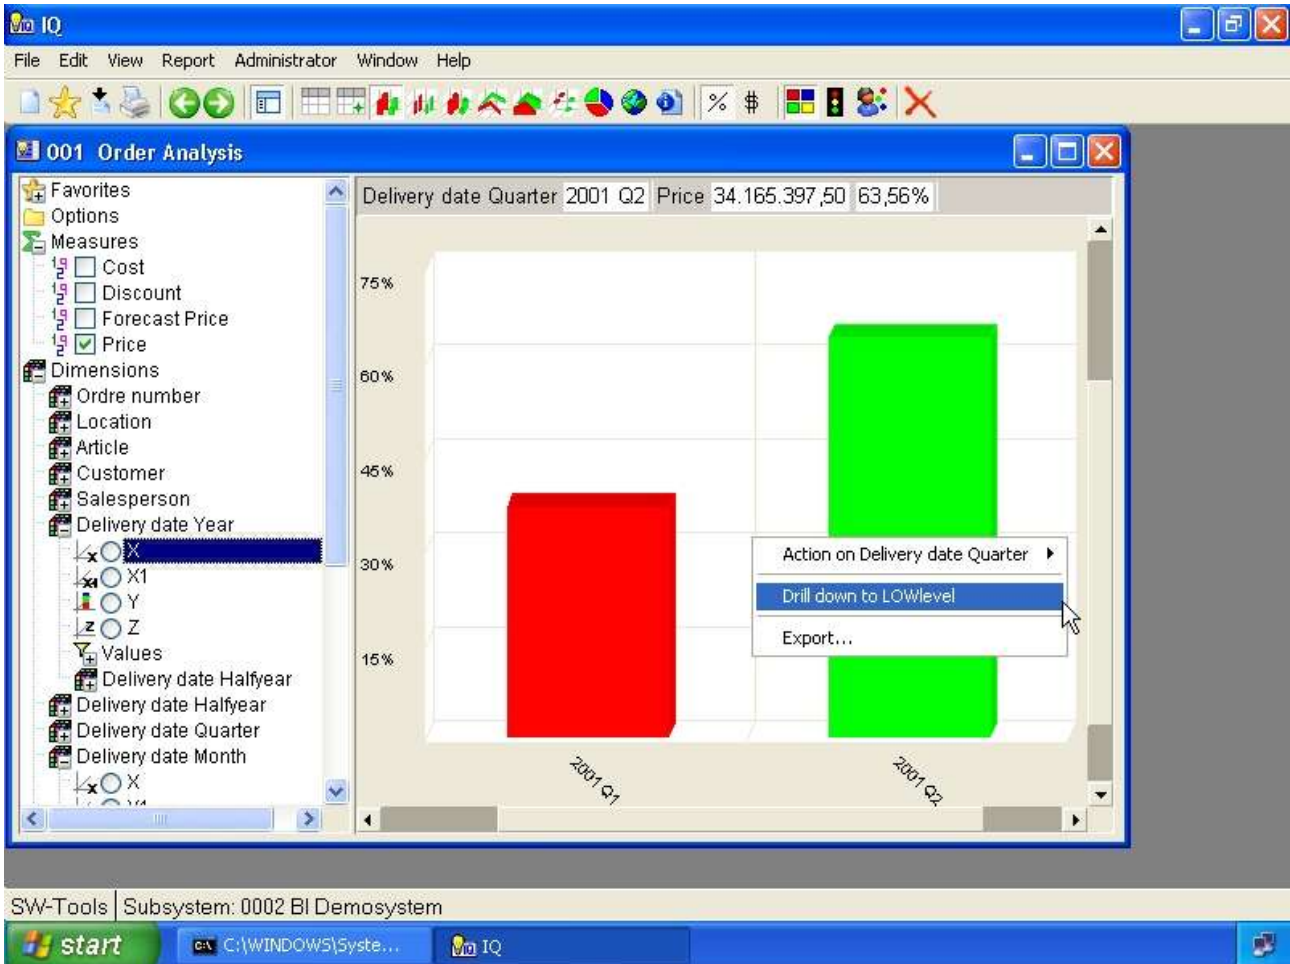 IQ
File Edit View Report Administrator Window Help
% $
001 Order Analysis
Favorites
Options
Measures
Cost
Discount
Forecast Price
Price
Dimensions
Ordre number
Location
Article
Customer
Salesperson
Delivery date Year
X
X1
Y
Z
Values
Delivery date Halfyear
Delivery date Halfyear
Delivery date Quarter
Delivery date Month
X
Delivery date Quarter 2001 Q2 Price 34.165.397,50 63,56%
75%
60%
45%
30%
15%
2001 Q1
2001 Q2
Action on Delivery date Quarter
Drill down to LOWlevel
Export...
SW-Tools Subsystem: 0002 BI Demosystem
start C:\WINDOWS\Syste... IQ